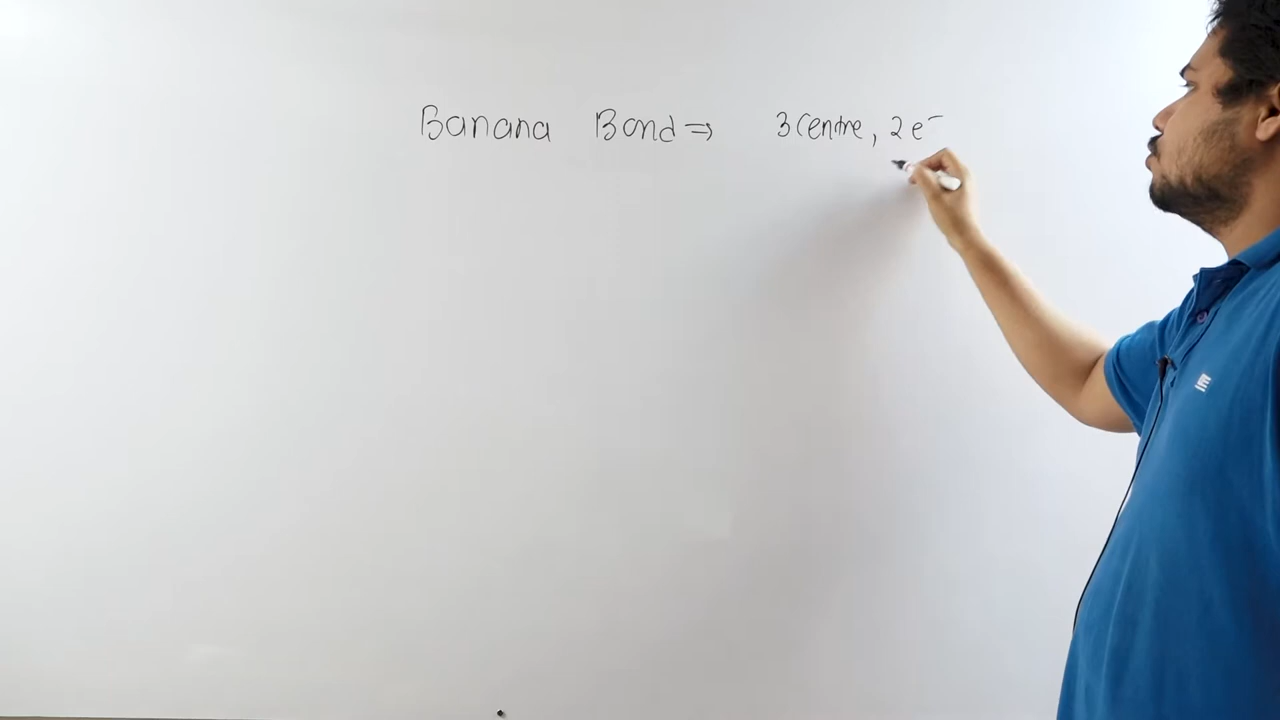 Banana Bond ⇒ 3 centre, 2 e⁻